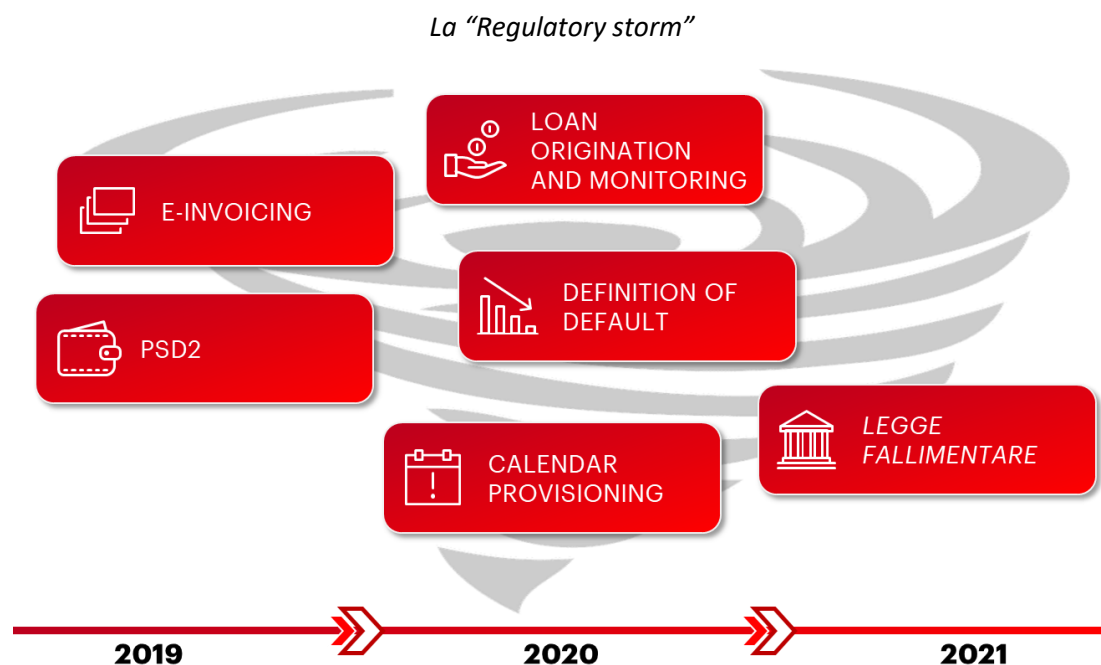 La “Regulatory storm”
LOAN
ORIGINATION
AND MONITORING
E-INVOICING
DEFINITION OF
DEFAULT
PSD2
LEGGE
FALLIMENTARE
CALENDAR
PROVISIONING
2019
2020
2021